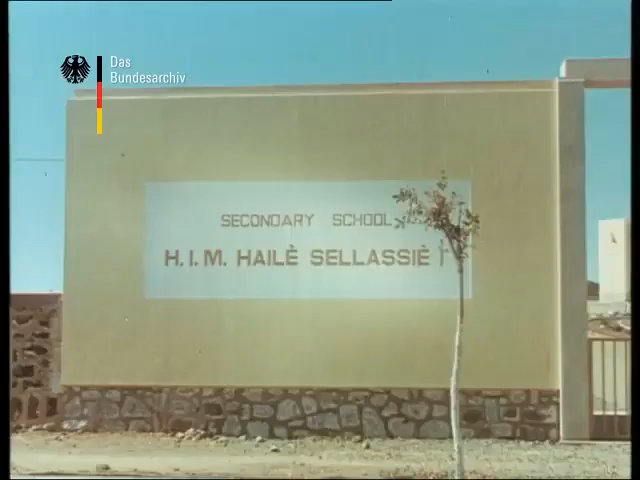 Das
Bundesarchiv
SECONDARY SCHOOL
H. I. M. HAILÈ SELLASSIÈ I